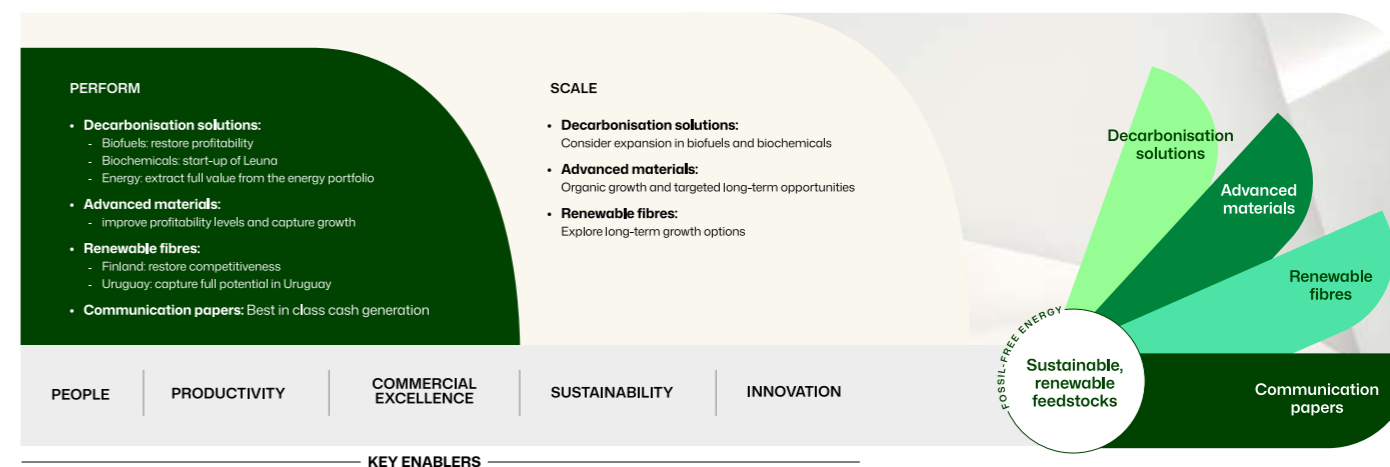 PERFORM
• Decarbonisation solutions:
- Biofuels: restore profitability
- Biochemicals: start-up of Leuna
- Energy: extract full value from the energy portfolio
• Advanced materials:
- improve profitability levels and capture growth
• Renewable fibres:
- Finland: restore competitiveness
- Uruguay: capture full potential in Uruguay
• Communication papers: Best in class cash generation
SCALE
• Decarbonisation solutions:
Consider expansion in biofuels and biochemicals
• Advanced materials:
Organic growth and targeted long-term opportunities
• Renewable fibres:
Explore long-term growth options
Decarbonisation
solutions
Advanced
materials
Renewable
fibres
FOSSIL-FREE ENERGY
Sustainable,
renewable
feedstocks
Communication
papers
PEOPLE
PRODUCTIVITY
COMMERCIAL
EXCELLENCE
SUSTAINABILITY
INNOVATION
KEY ENABLERS